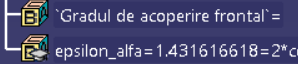 `Gradul de acoperire frontal`=
epsilon_alfa=1.431616618=2*c